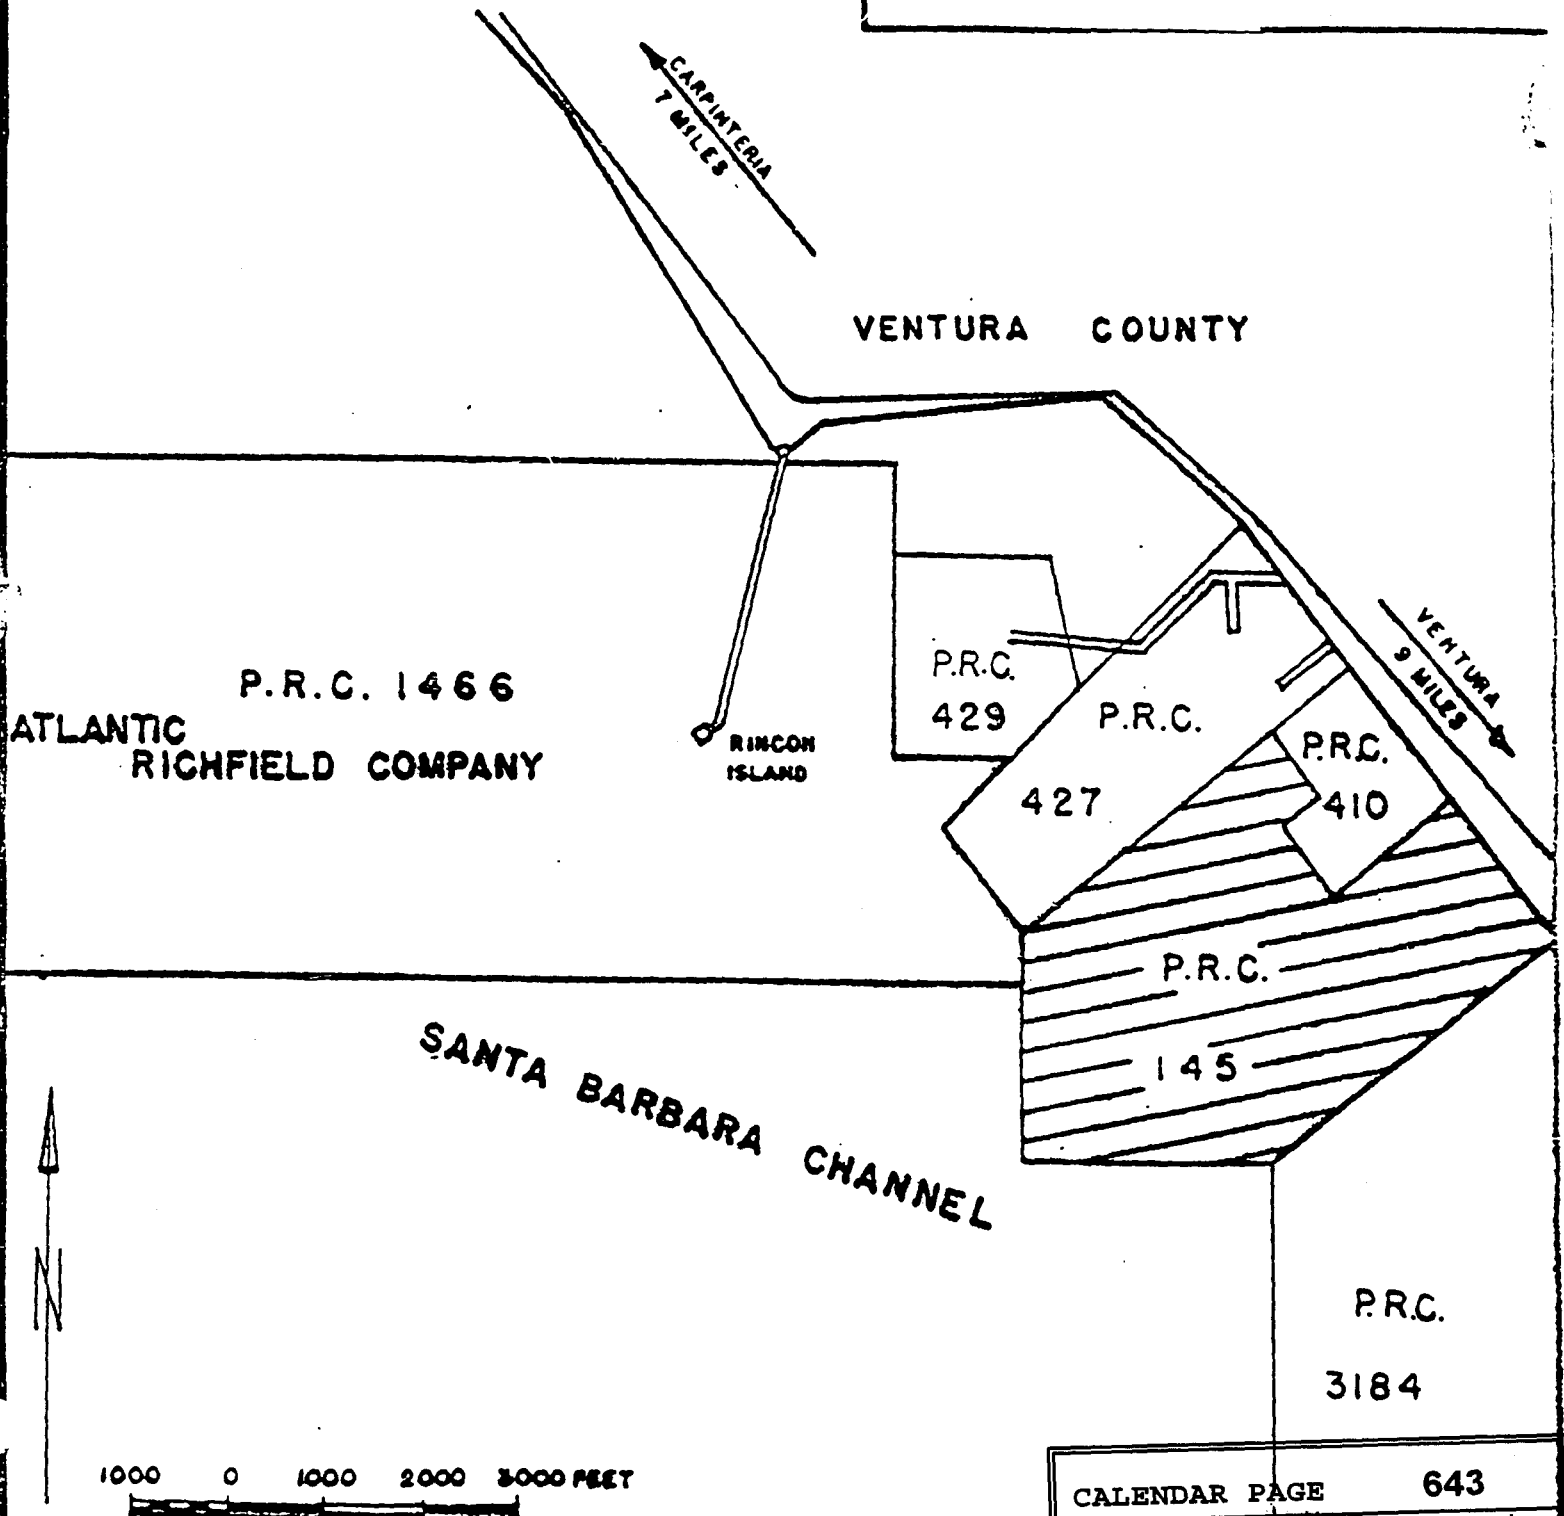 CARPINTERIA
7 MILES
VENTURA COUNTY
VENTURA
9 MILES
P.R.C. 1466
ATLANTIC
RICHFIELD COMPANY
RINCON
ISLAND
P.R.C.
429
P.R.C.
427
P.R.C.
410
P.R.C.
145
SANTA BARBARA CHANNEL
N
P.R.C.
3184
1000 0 1000 2000 3000 FEET
CALENDAR PAGE 643